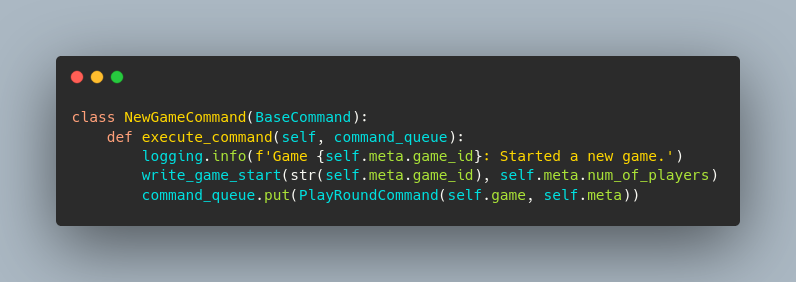 class NewGameCommand(BaseCommand):
    def execute_command(self, command_queue):
        logging.info(f'Game {self.meta.game_id}: Started a new game.')
        write_game_start(str(self.meta.game_id), self.meta.num_of_players)
        command_queue.put(PlayRoundCommand(self.game, self.meta))